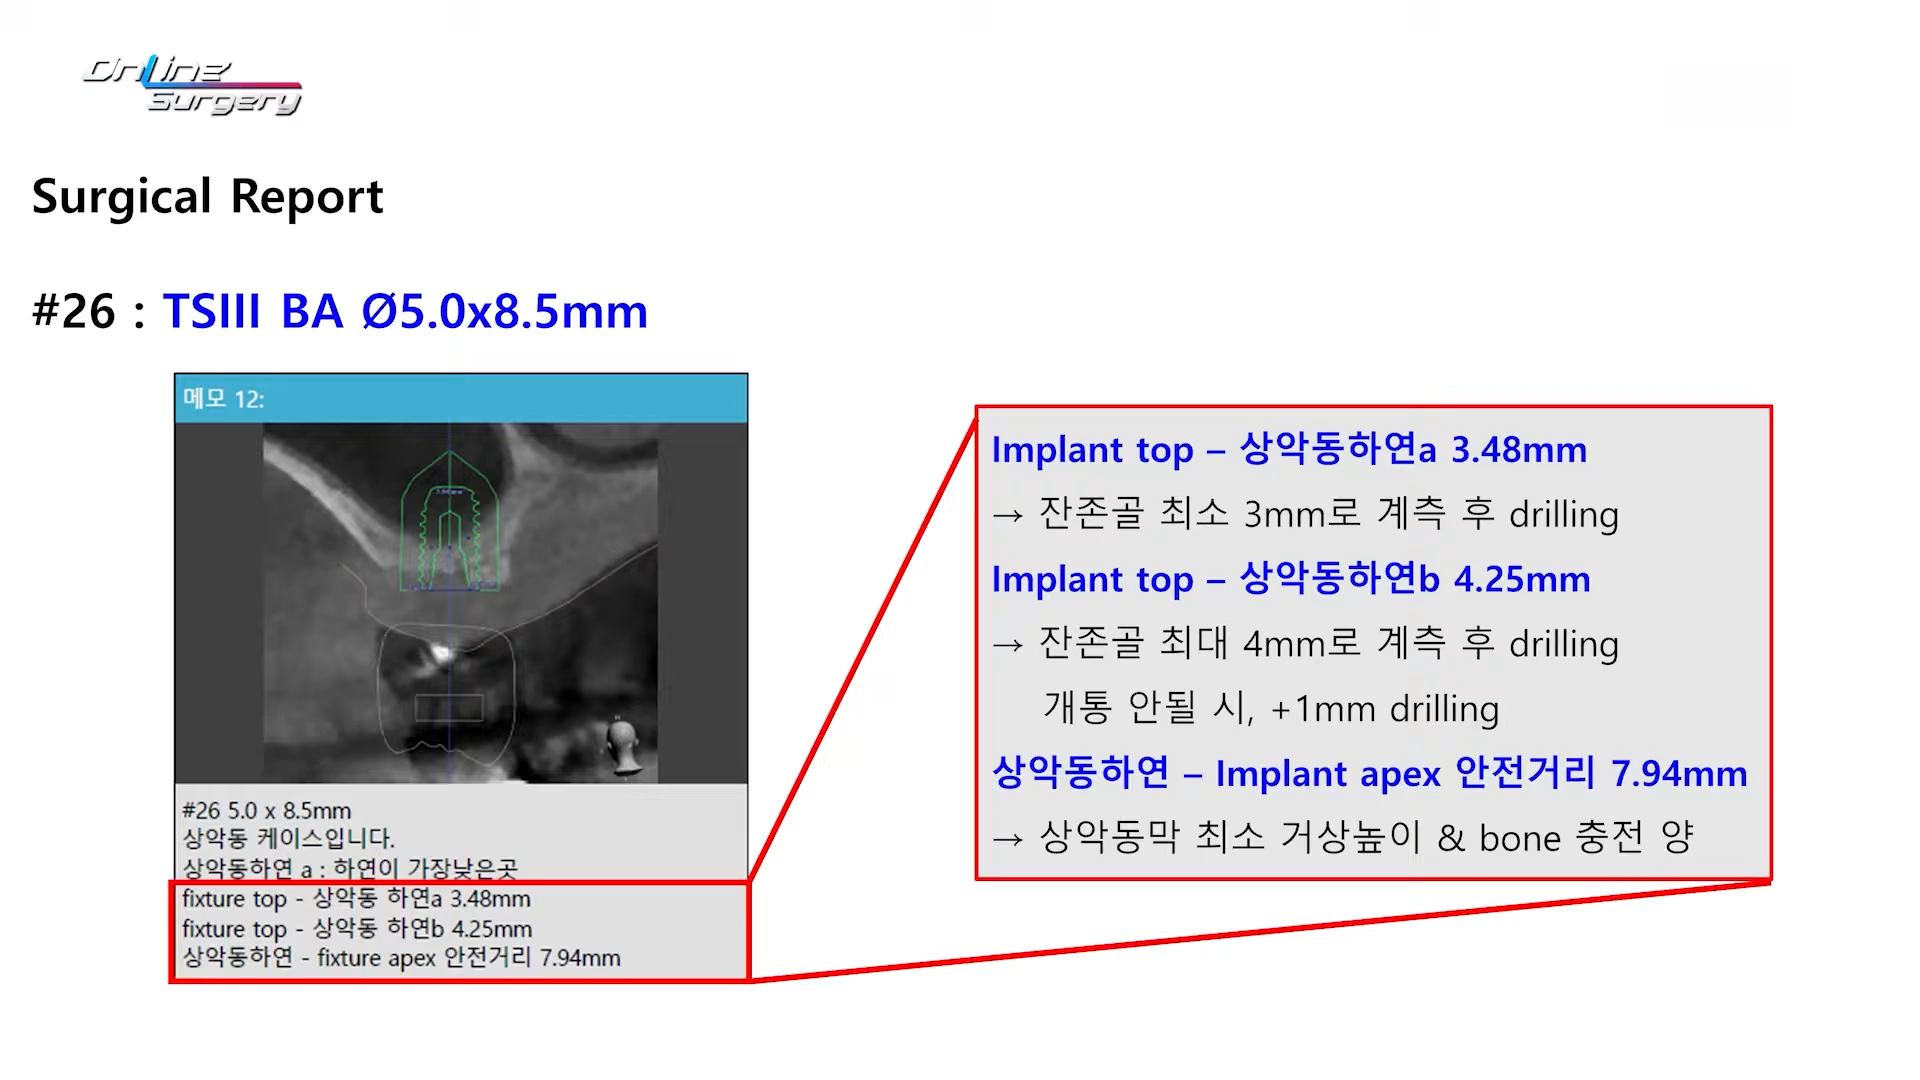 OnLine
Surgery
Surgical Report
#26 : TSIII BA Ø5.0x8.5mm
메모 12:
#26 5.0 x 8.5mm
상악동 케이스입니다.
상악동하연 a : 하연이 가장낮은곳
fixture top - 상악동 하연a 3.48mm
fixture top - 상악동 하연b 4.25mm
상악동하연 - fixture apex 안전거리 7.94mm
Implant top – 상악동하연a 3.48mm
→ 잔존골 최소 3mm로 계측 후 drilling
Implant top – 상악동하연b 4.25mm
→ 잔존골 최대 4mm로 계측 후 drilling
개통 안될 시, +1mm drilling
상악동하연 – Implant apex 안전거리 7.94mm
→ 상악동막 최소 거상높이 & bone 충전 양